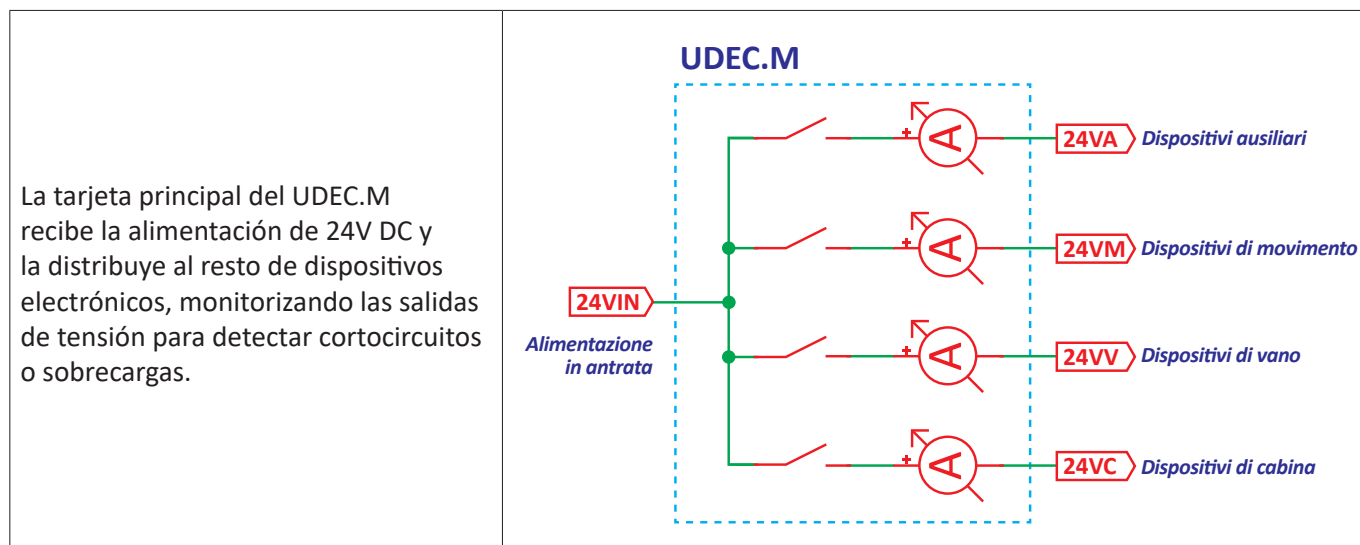 La tarjeta principal del UDEC.M
recibe la alimentación de 24V DC y
la distribuye al resto de dispositivos
electrónicos, monitorizando las salidas
de tensión para detectar cortocircuitos
o sobrecargas.
UDEC.M
+ A 24VA Dispositivi ausiliari
+ A 24VM Dispositivi di movimento
24VIN
Alimentazione
in antrata
+ A 24VV Dispositivi di vano
+ A 24VC Dispositivi di cabina